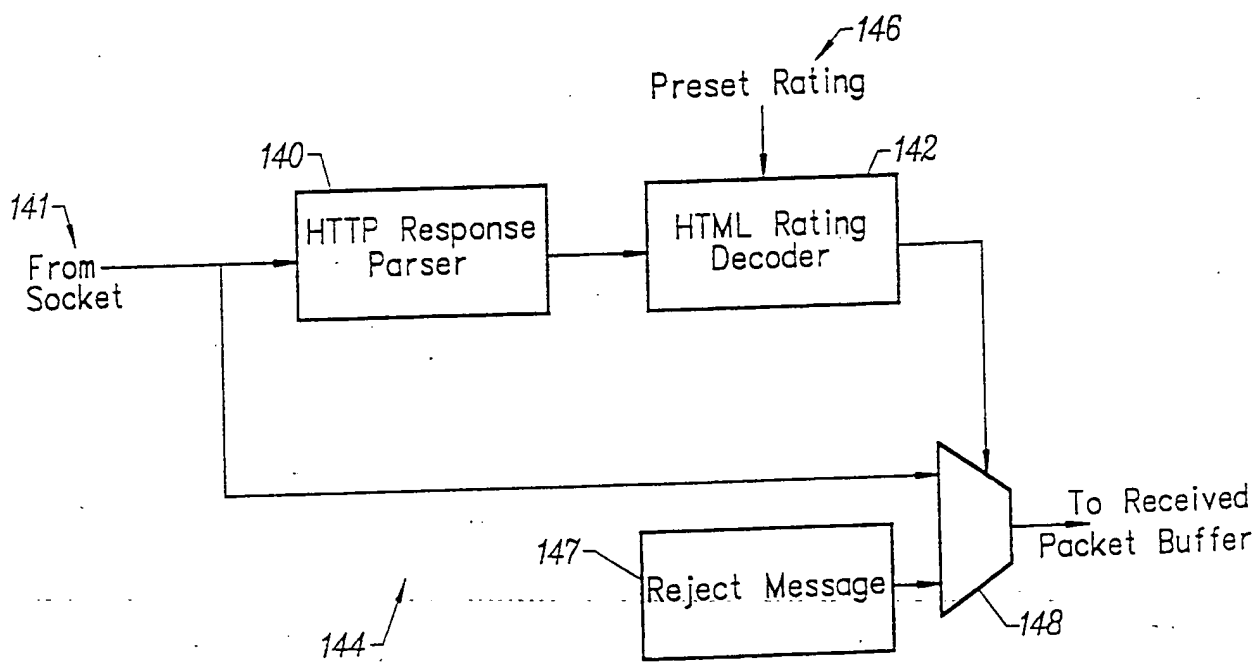 146
Preset Rating
140
142
141
HTTP Response
Parser
HTML Rating
Decoder
From
Socket
To Received
Packet Buffer
147
Reject Message
144
148